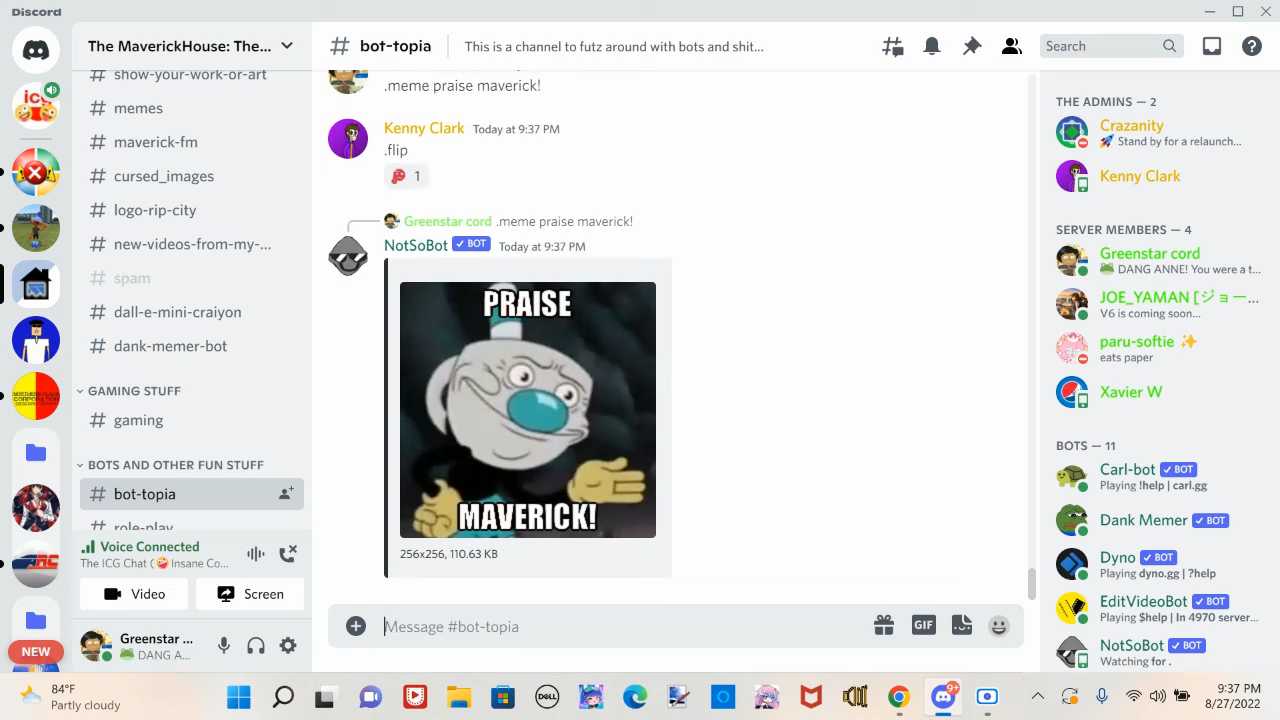 Discord
The MaverickHouse: The...
show-your-work-or-art
memes
maverick-fm
cursed_images
logo-rip-city
new-videos-from-my-...
spam
dall-e-mini-craiyon
dank-memer-bot
GAMING STUFF
gaming
BOTS AND OTHER FUN STUFF
bot-topia
role-play
Voice Connected
The ICG Chat (🤪 Insane Co...
Video
Screen
Greenstar ...
🐸 DANG A...
NEW
bot-topia
This is a channel to futz around with bots and shit...
Search
.meme praise maverick!
Kenny Clark Today at 9:37 PM
.flip
1
Greenstar cord .meme praise maverick!
NotSoBot ✓ BOT Today at 9:37 PM
PRAISE
MAVERICK!
256x256, 110.63 KB
Message #bot-topia
GIF
THE ADMINS — 2
Crazanity
🚀 Stand by for a relaunch...
Kenny Clark
SERVER MEMBERS — 4
Greenstar cord
🐸 DANG ANNE! You were a t...
JOE_YAMAN [ジョー...
V6 is coming soon...
paru-softie ✨
eats paper
Xavier W
BOTS — 11
Carl-bot ✓ BOT
Playing !help | carl.gg
Dank Memer ✓ BOT
Dyno ✓ BOT
Playing dyno.gg | ?help
EditVideoBot ✓ BOT
Playing $help | In 4970 server...
NotSoBot ✓ BOT
Watching for .
84°F
Partly cloudy
DELL
9+
9:37 PM
8/27/2022